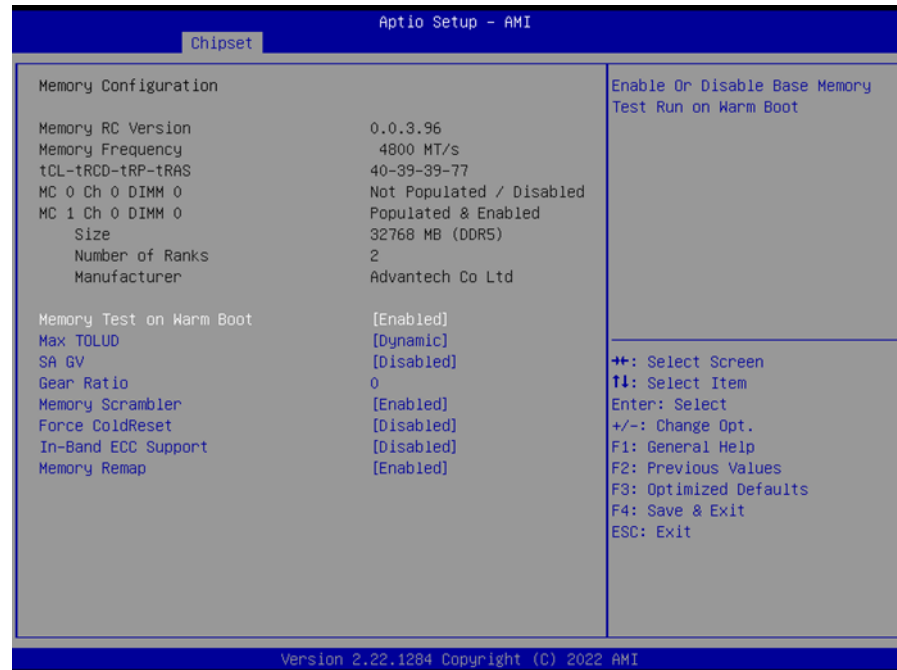 Aptio Setup – AMI
Chipset
Memory Configuration
Memory RC Version 0.0.3.96
Memory Frequency 4800 MT/s
tCL-tRCD-tRP-tRAS 40-39-39-77
MC 0 Ch 0 DIMM 0 Not Populated / Disabled
MC 1 Ch 0 DIMM 0 Populated & Enabled
Size 32768 MB (DDR5)
Number of Ranks 2
Manufacturer Advantech Co Ltd
Memory Test on Warm Boot [Enabled]
Max TOLUD [Dynamic]
SA GV [Disabled]
Gear Ratio 0
Memory Scrambler [Enabled]
Force ColdReset [Disabled]
In-Band ECC Support [Disabled]
Memory Remap [Enabled]
Enable Or Disable Base Memory
Test Run on Warm Boot
→←: Select Screen
↑↓: Select Item
Enter: Select
+/-: Change Opt.
F1: General Help
F2: Previous Values
F3: Optimized Defaults
F4: Save & Exit
ESC: Exit
Version 2.22.1284 Copyright (C) 2022 AMI